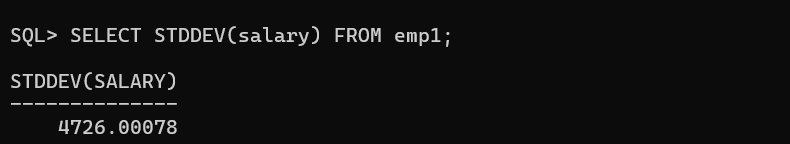 SQL> SELECT STDDEV(salary) FROM emp1;
STDDEV(SALARY)
--------------
4726.00078